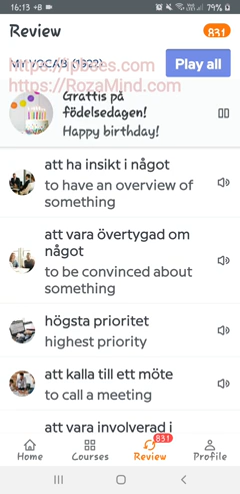 16:13 +8
79%
Review
831
MY VOCAB (1822)
Play all
https://ipeses.com
https://RozaMind.com
Grattis på
födelsedagen!
Happy birthday!
att ha insikt i något
to have an overview of
something
att vara övertygad om
något
to be convinced about
something
högsta prioritet
highest priority
att kalla till ett möte
to call a meeting
att vara involverad i
831
Home
Courses
Review
Profile